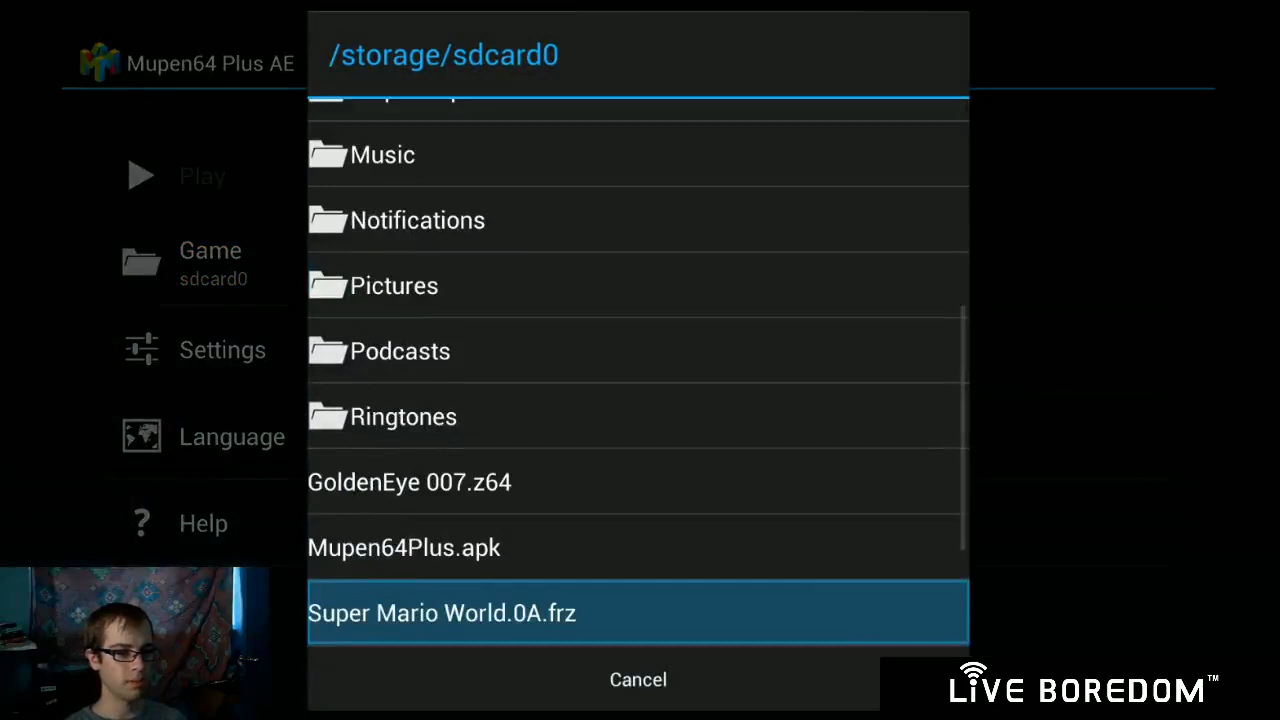 Mupen64 Plus AE
/storage/sdcard0
Music
Play
Notifications
Game
sdcard0
Pictures
Settings
Podcasts
Ringtones
Language
GoldenEye 007.z64
Help
Mupen64Plus.apk
Super Mario World.0A.frz
Cancel
LIVE BOREDOM™